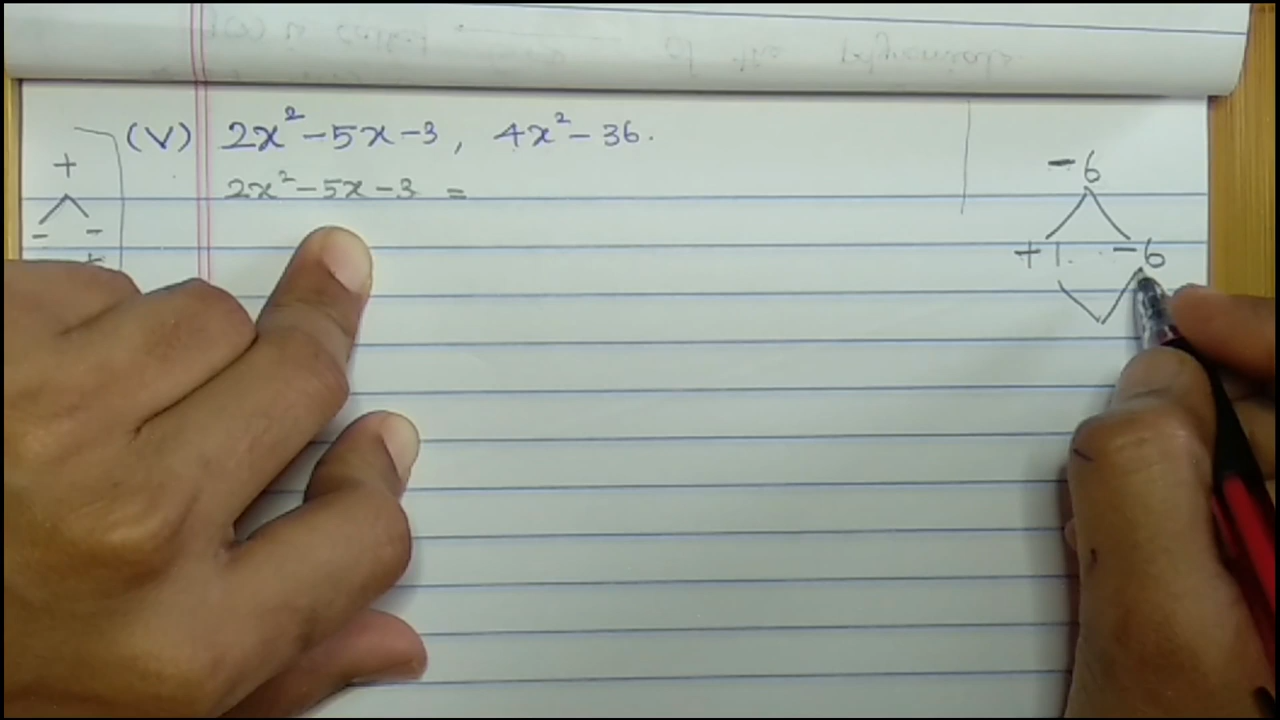 (V) 2x² - 5x - 3, 4x² - 36.
2x² - 5x - 3 =
+
- -
+
-6
+1 -6